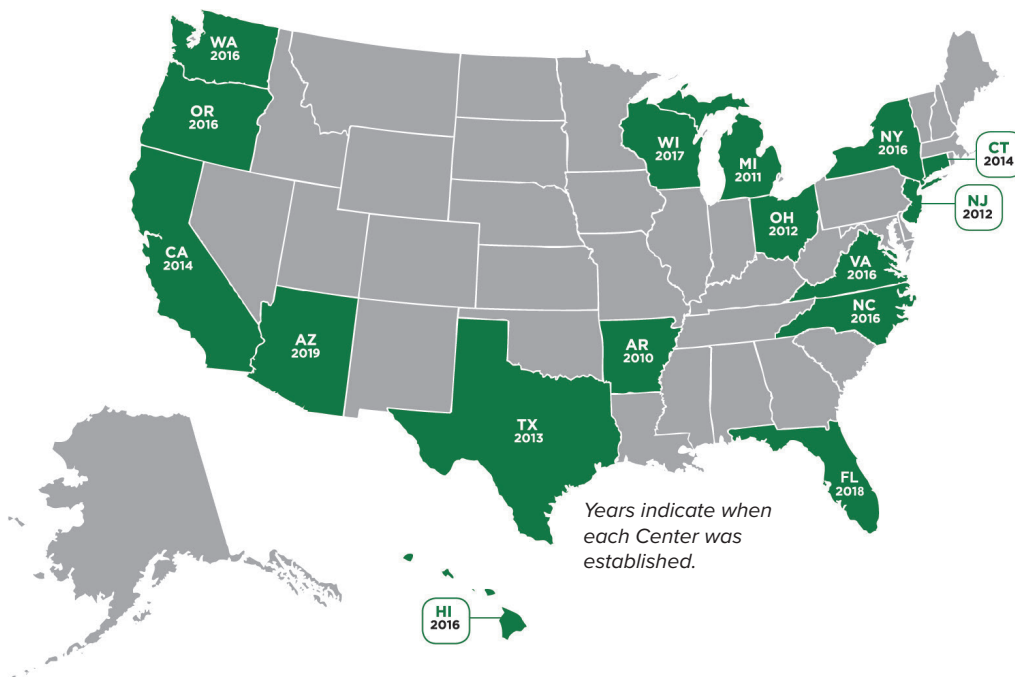 WA
2016
OR
2016
CA
2014
AZ
2019
TX
2013
AR
2010
WI
2017
MI
2011
OH
2012
NY
2016
CT
2014
NJ
2012
VA
2016
NC
2016
FL
2018
HI
2016
Years indicate when
each Center was
established.